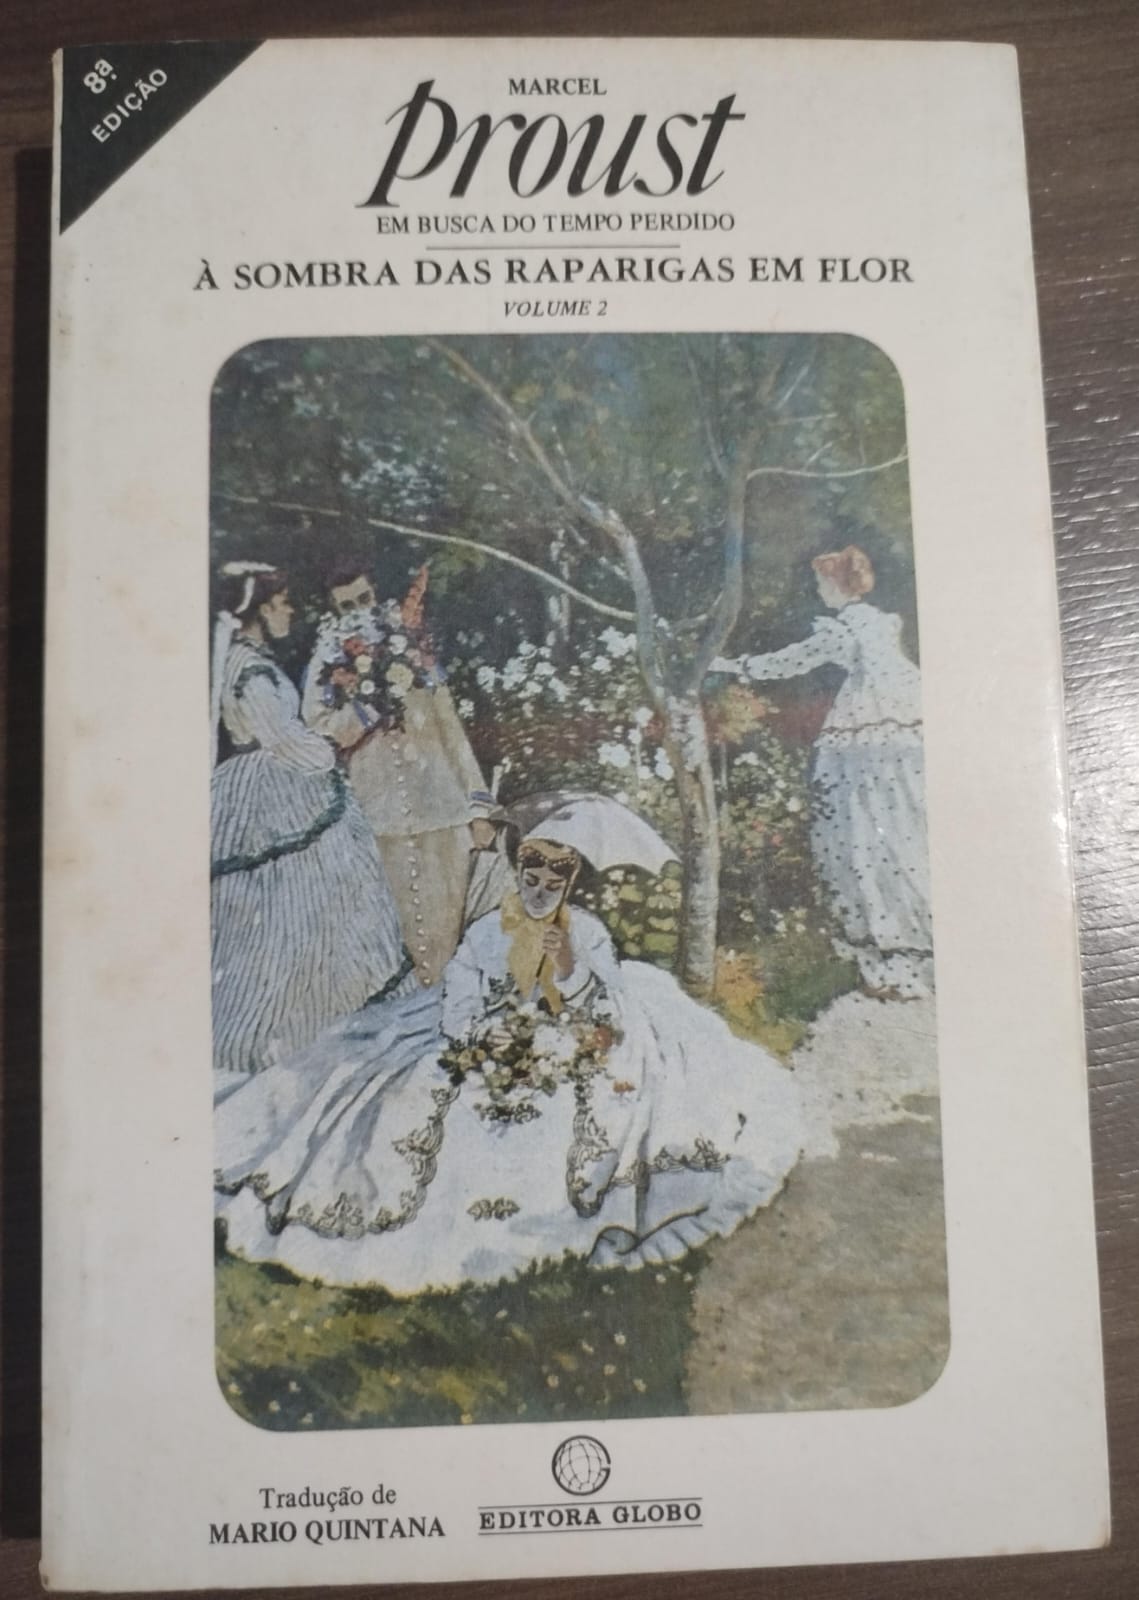 8ª
EDIÇÃO
MARCEL
Proust
EM BUSCA DO TEMPO PERDIDO
À SOMBRA DAS RAPARIGAS EM FLOR
VOLUME 2
Tradução de
MARIO QUINTANA
EDITORA GLOBO